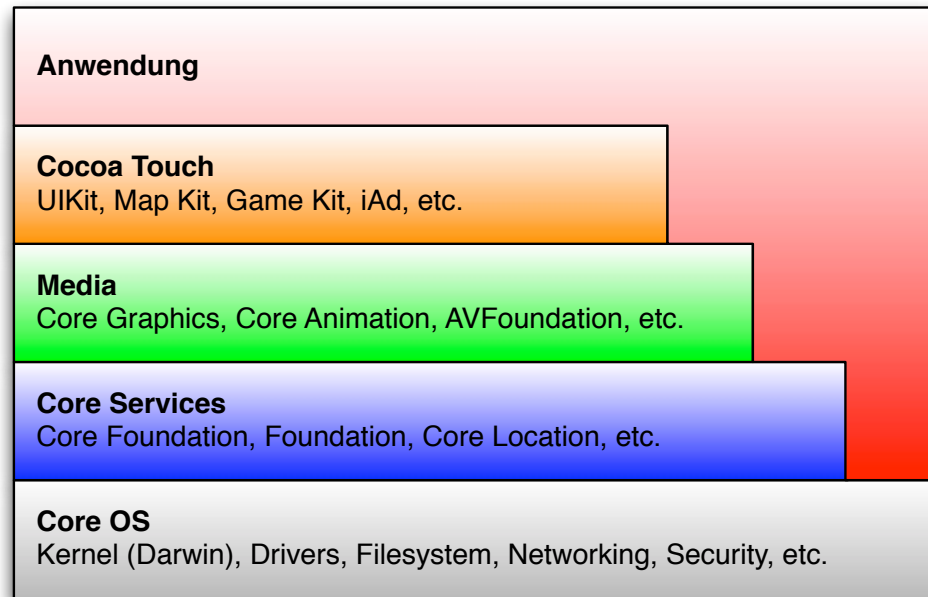 Anwendung
Cocoa Touch
UIKit, Map Kit, Game Kit, iAd, etc.
Media
Core Graphics, Core Animation, AVFoundation, etc.
Core Services
Core Foundation, Foundation, Core Location, etc.
Core OS
Kernel (Darwin), Drivers, Filesystem, Networking, Security, etc.